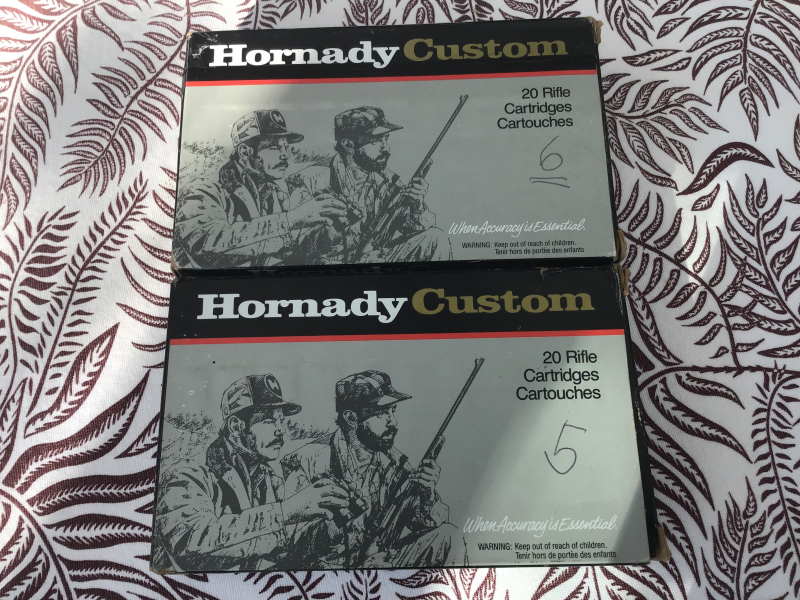 Hornady Custom
20 Rifle
Cartridges
Cartouches
6
When Accuracy is Essential.
WARNING: Keep out of reach of children.
Tenir hors de portée des enfants
Hornady Custom
20 Rifle
Cartridges
Cartouches
5
When Accuracy is Essential.
WARNING: Keep out of reach of children.
Tenir hors de portée des enfants